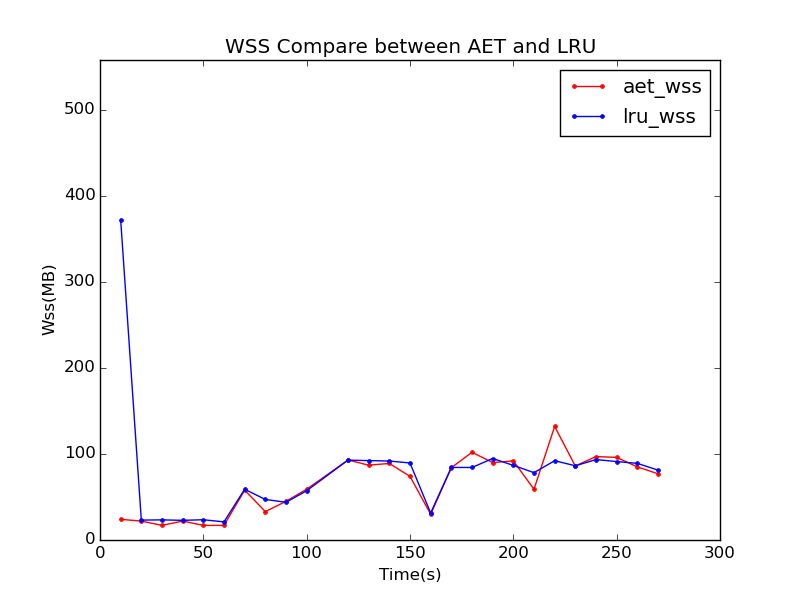 WSS Compare between AET and LRU
aet_wss
lru_wss
500
400
300
200
100
0
Wss(MB)
0 50 100 150 200 250 300
Time(s)